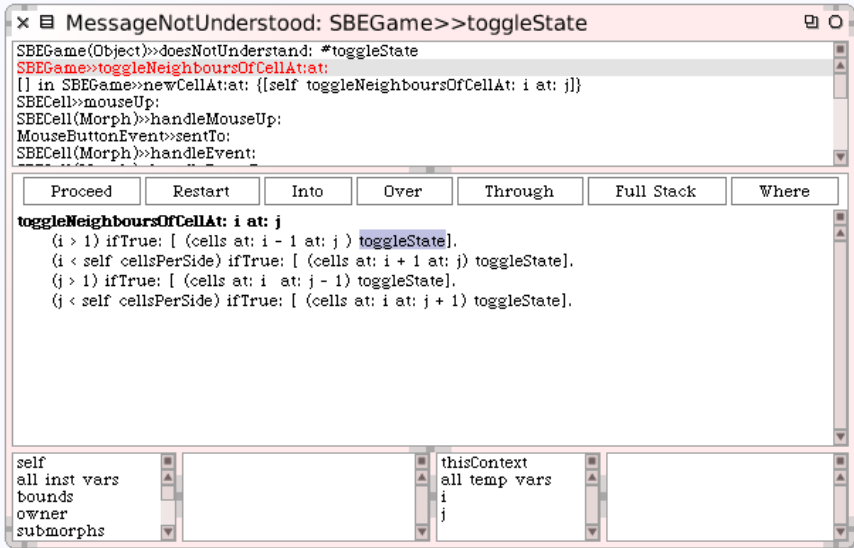 MessageNotUnderstood: SBEGame>>toggleState
SBEGame(Object)>>doesNotUnderstand: #toggleState
SBEGame>>toggleNeighboursOfCellAt:at:
[] in SBEGame>>newCellAt:at: {[self toggleNeighboursOfCellAt: i at: j]}
SBECell>>mouseUp:
SBECell(Morph)>>handleMouseUp:
MouseButtonEvent>>sentTo:
SBECell(Morph)>>handleEvent:
Proceed Restart Into Over Through Full Stack Where
toggleNeighboursOfCellAt: i at: j
(i > 1) ifTrue: [ (cells at: i - 1 at: j ) toggleState].
(i < self cellsPerSide) ifTrue: [ (cells at: i + 1 at: j) toggleState].
(j > 1) ifTrue: [ (cells at: i  at: j - 1) toggleState].
(j < self cellsPerSide) ifTrue: [ (cells at: i at: j + 1) toggleState].
self
all inst vars
bounds
owner
submorphs
thisContext
all temp vars
i
j